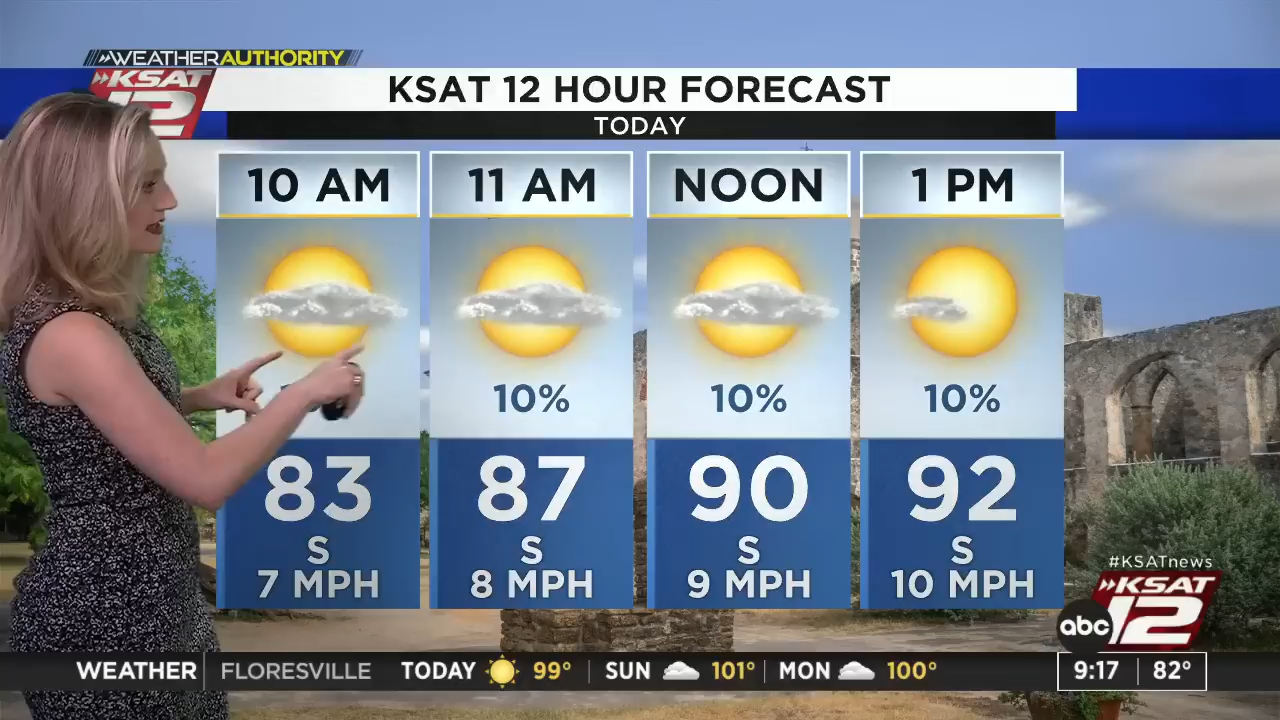 WEATHERAUTHORITY
KSAT
12
KSAT 12 HOUR FORECAST
TODAY
10 AM
11 AM
NOON
1 PM
10%
10%
10%
83
87
90
92
S
S
S
S
7 MPH
8 MPH
9 MPH
10 MPH
#KSATnews
KSAT
abc 12
WEATHER FLORESVILLE TODAY 99° SUN 101° MON 100° 9:17 82°